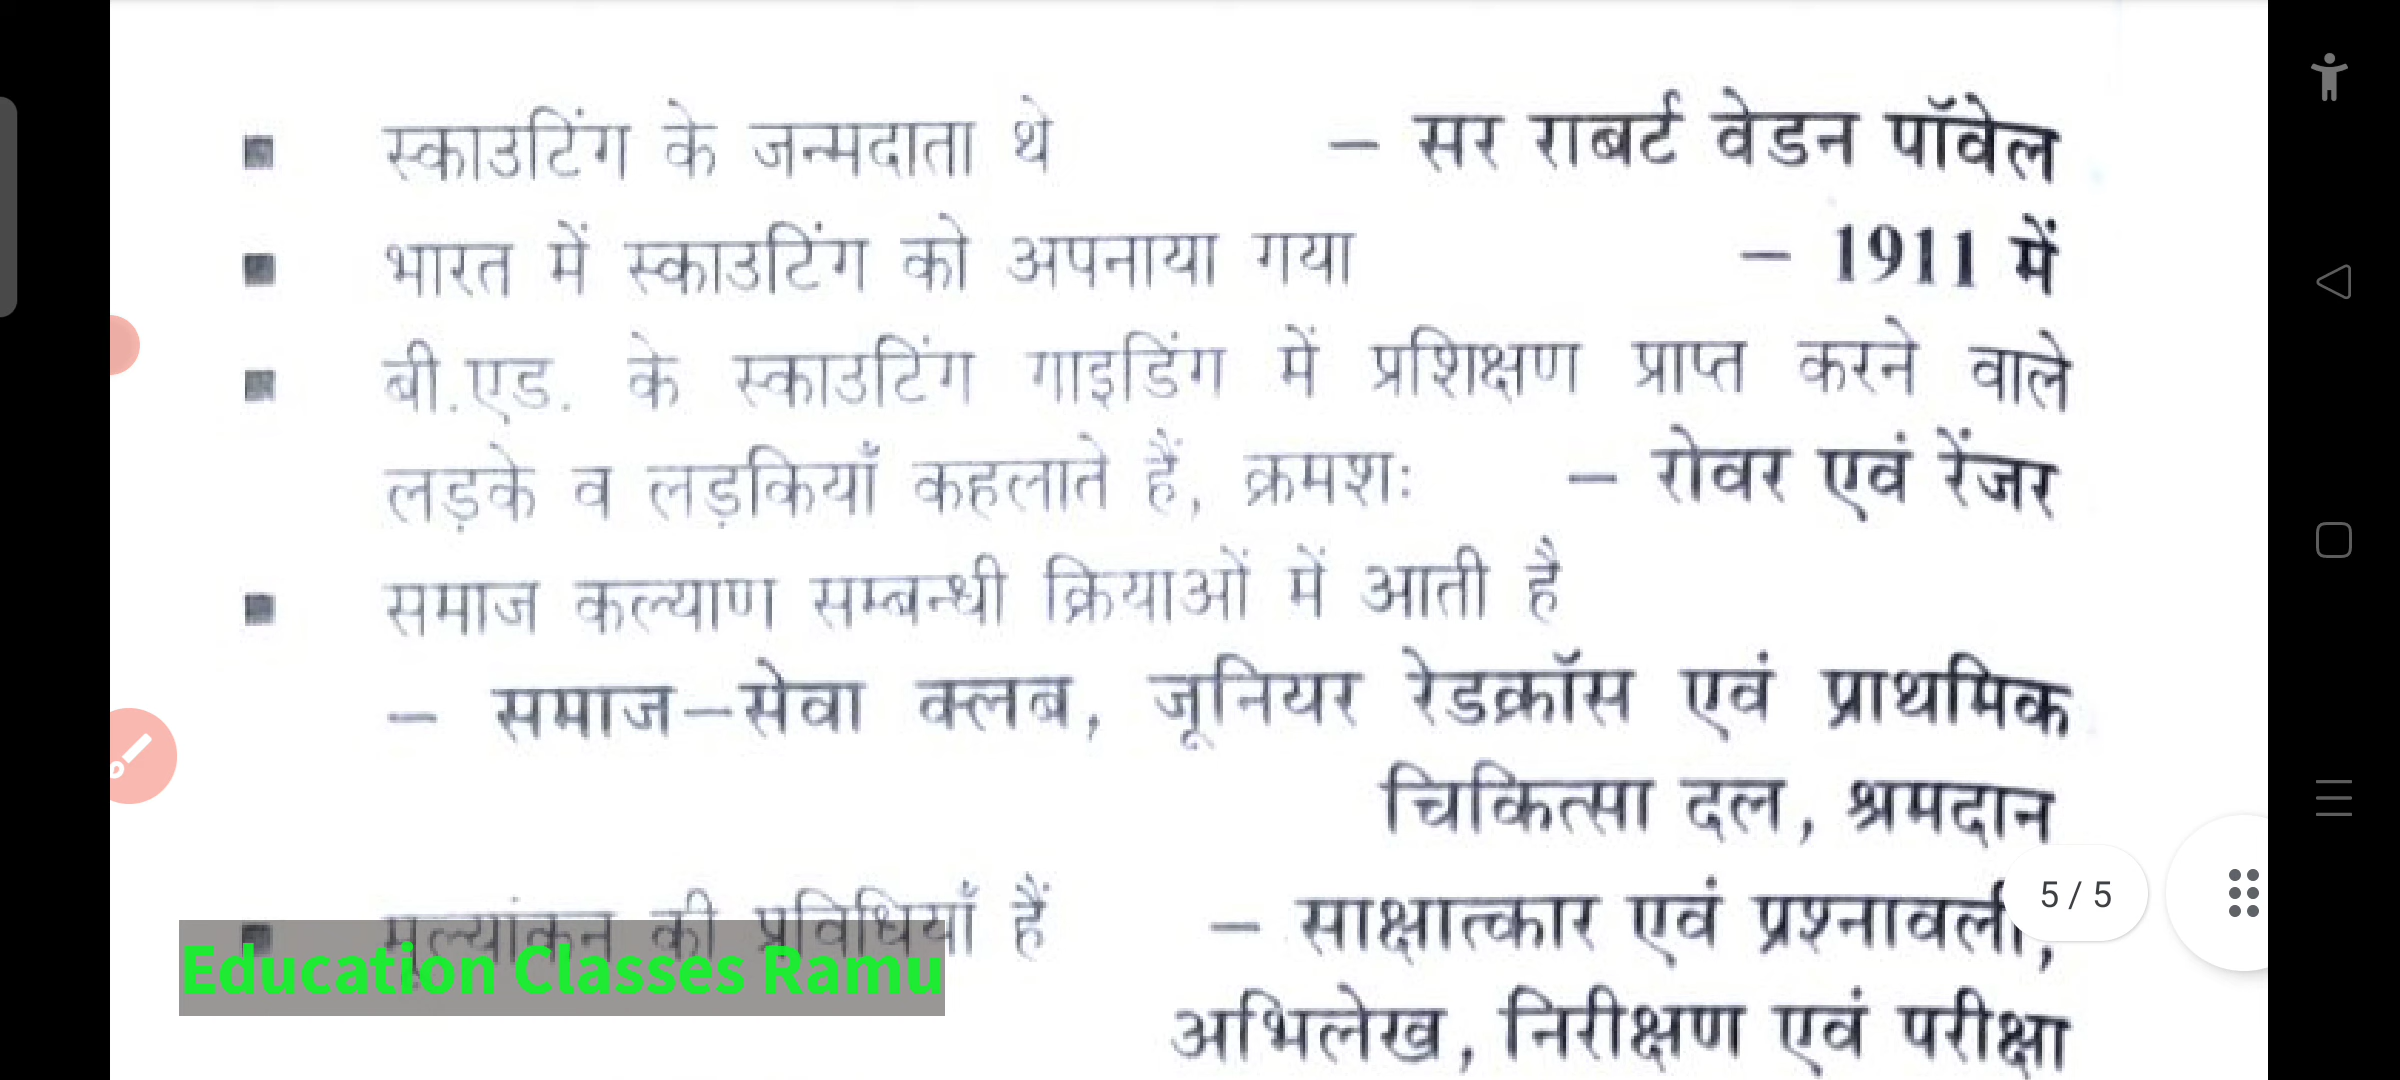 स्काउटिंग के जन्मदाता थे – सर राबर्ट वेडन पॉवेल
भारत में स्काउटिंग को अपनाया गया – 1911 में
बी.एड. के स्काउटिंग गाइडिंग में प्रशिक्षण प्राप्त करने वाले
लड़के व लड़कियाँ कहलाते हैं, क्रमशः – रोवर एवं रेंजर
समाज कल्याण सम्बन्धी क्रियाओं में आती है
– समाज–सेवा क्लब, जूनियर रेडक्रॉस एवं प्राथमिक
चिकित्सा दल, श्रमदान
मूल्यांकन की प्रविधियाँ हैं – साक्षात्कार एवं प्रश्नावली,
अभिलेख, निरीक्षण एवं परीक्षा
Education Classes Ramu
5 / 5